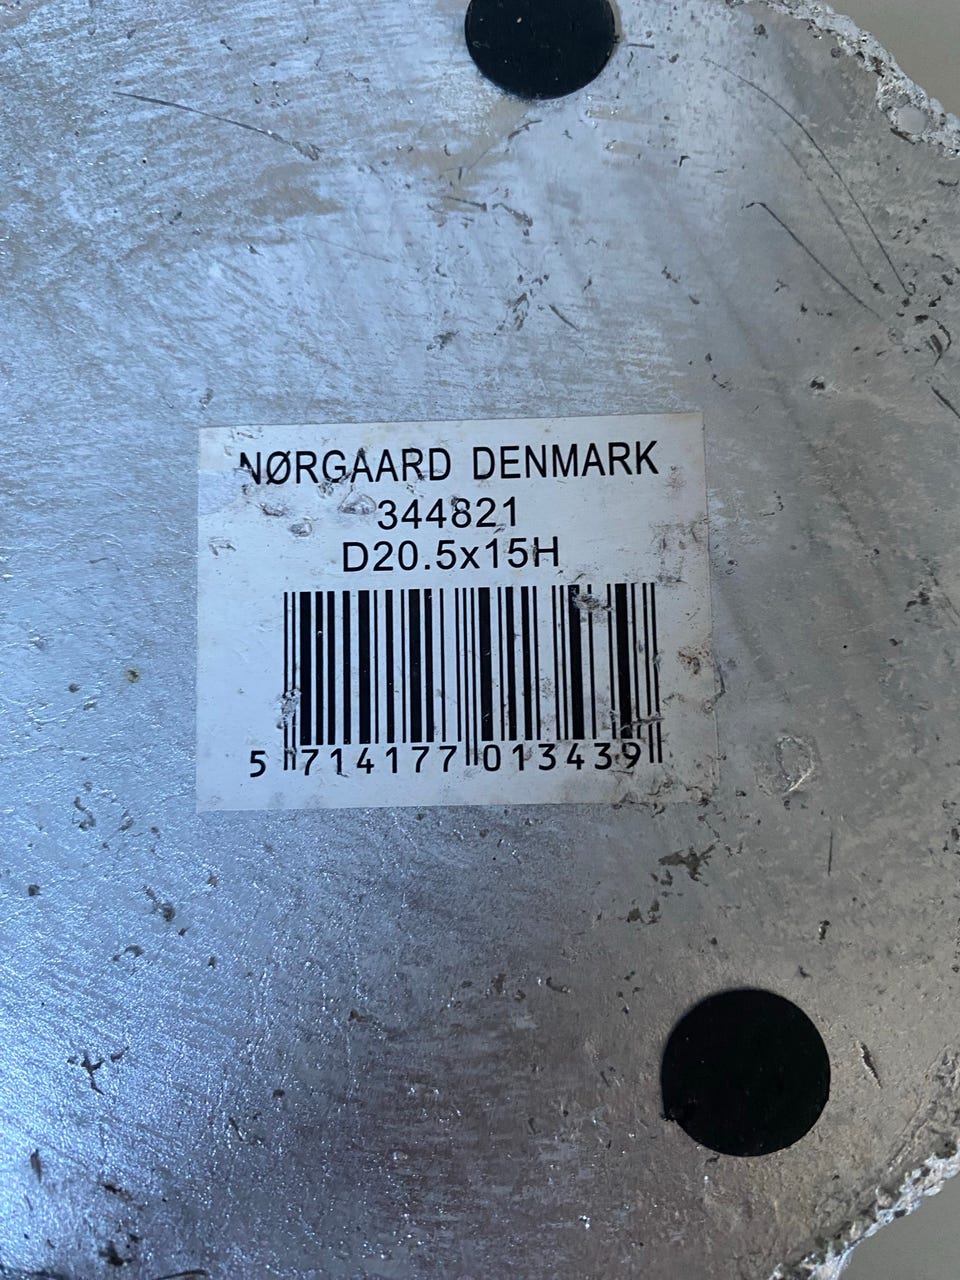 NØRGAARD DENMARK
344821
D20.5x15H
5 714177 013439